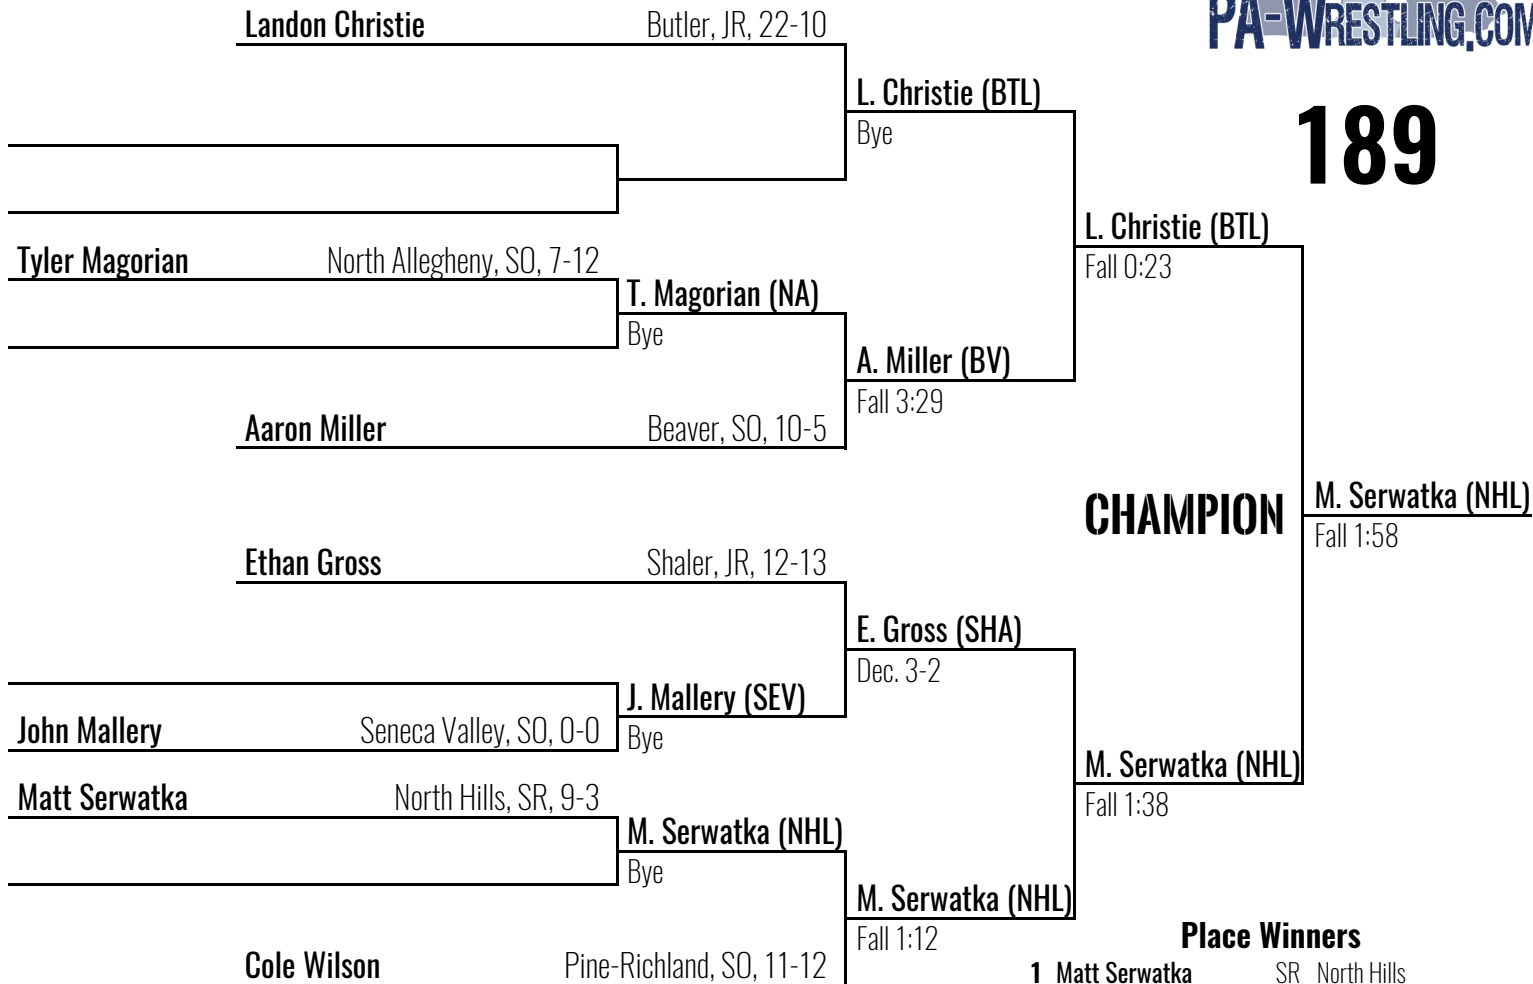 Landon Christie Butler, JR, 22-10
PA-WRESTLING.COM
L. Christie (BTL)
Bye
189
L. Christie (BTL)
Fall 0:23
Tyler Magorian North Allegheny, SO, 7-12
T. Magorian (NA)
Bye
A. Miller (BV)
Fall 3:29
Aaron Miller Beaver, SO, 10-5
CHAMPION
M. Serwatka (NHL)
Fall 1:58
Ethan Gross Shaler, JR, 12-13
E. Gross (SHA)
Dec. 3-2
J. Mallery (SEV)
Bye
John Mallery Seneca Valley, SO, 0-0
M. Serwatka (NHL)
Fall 1:38
Matt Serwatka North Hills, SR, 9-3
M. Serwatka (NHL)
Bye
M. Serwatka (NHL)
Fall 1:12
Cole Wilson Pine-Richland, SO, 11-12
Place Winners
1 Matt Serwatka SR North Hills